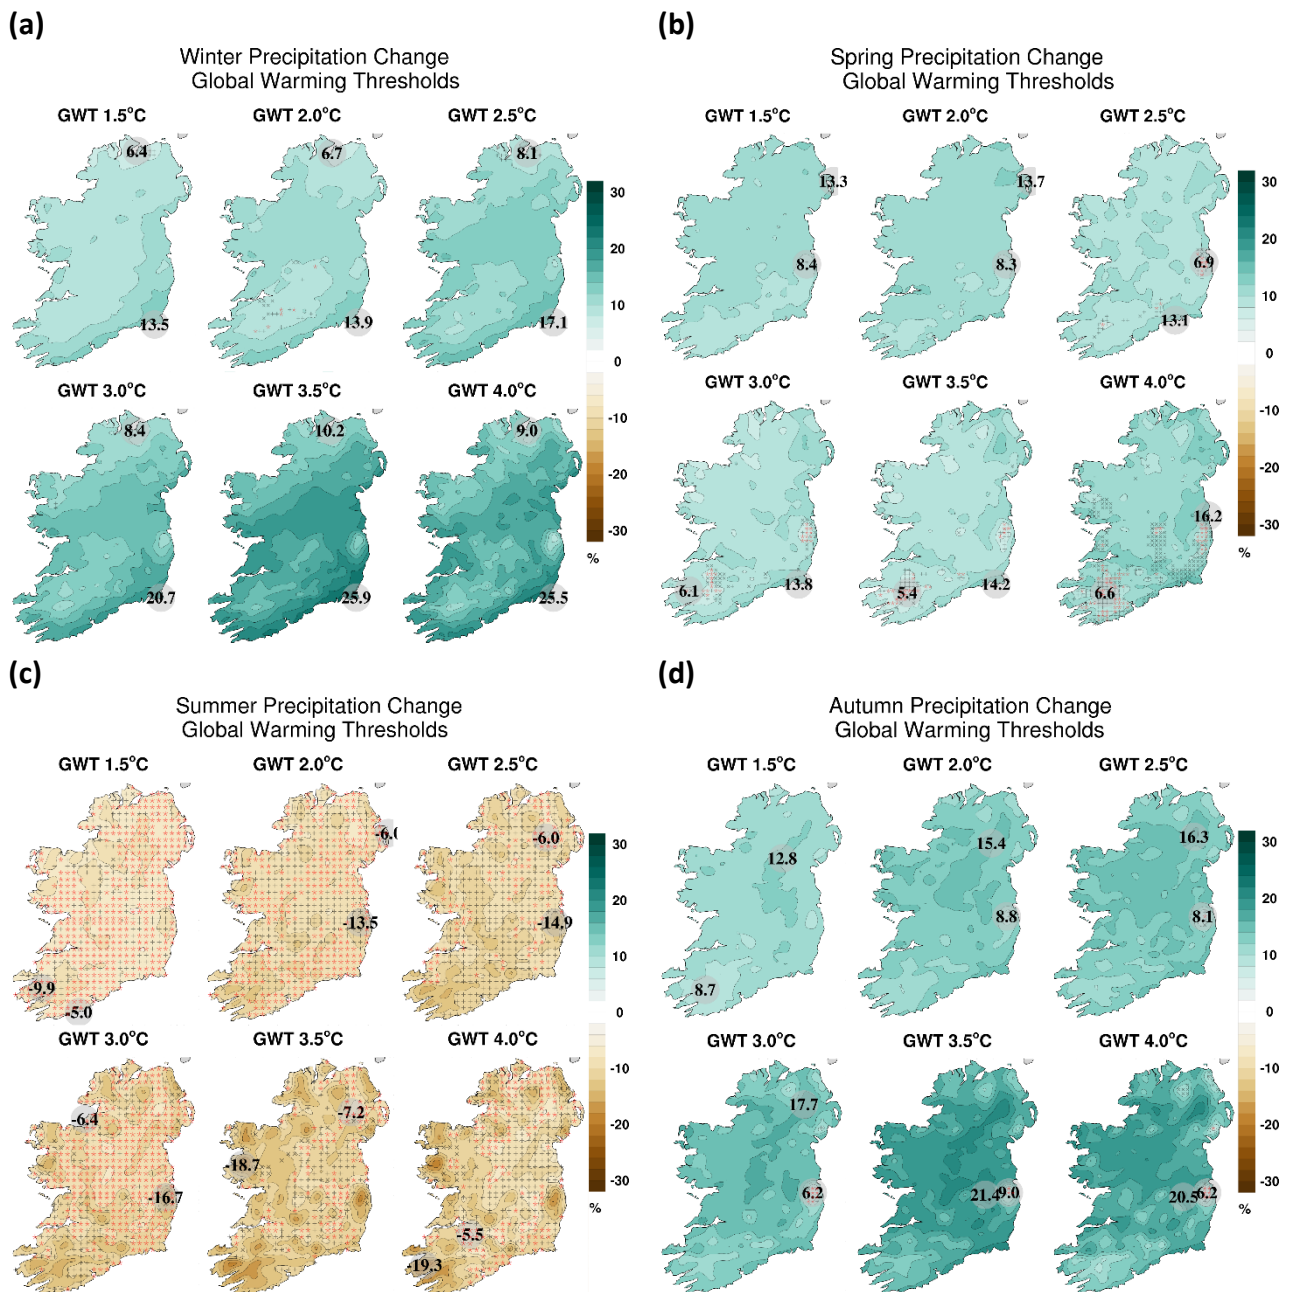 (a)
Winter Precipitation Change
Global Warming Thresholds
GWT 1.5°C
GWT 2.0°C
GWT 2.5°C
6.4
6.7
8.1
13.5
13.9
17.1
GWT 3.0°C
GWT 3.5°C
GWT 4.0°C
8.4
10.2
9.0
20.7
25.9
25.5
30
20
10
0
-10
-20
-30
%
(b)
Spring Precipitation Change
Global Warming Thresholds
GWT 1.5°C
GWT 2.0°C
GWT 2.5°C
13.3
13.7
8.4
8.3
6.9
13.1
GWT 3.0°C
GWT 3.5°C
GWT 4.0°C
16.2
6.1
13.8
5.4
14.2
6.6
30
20
10
0
-10
-20
-30
%
(c)
Summer Precipitation Change
Global Warming Thresholds
GWT 1.5°C
GWT 2.0°C
GWT 2.5°C
-6.0
-6.0
-13.5
-14.9
-9.9
-5.0
GWT 3.0°C
GWT 3.5°C
GWT 4.0°C
-6.4
-7.2
-18.7
-16.7
-5.5
-19.3
30
20
10
0
-10
-20
-30
%
(d)
Autumn Precipitation Change
Global Warming Thresholds
GWT 1.5°C
GWT 2.0°C
GWT 2.5°C
12.8
15.4
16.3
8.8
8.1
8.7
GWT 3.0°C
GWT 3.5°C
GWT 4.0°C
17.7
6.2
21.4
9.0
20.5
6.2
30
20
10
0
-10
-20
-30
%